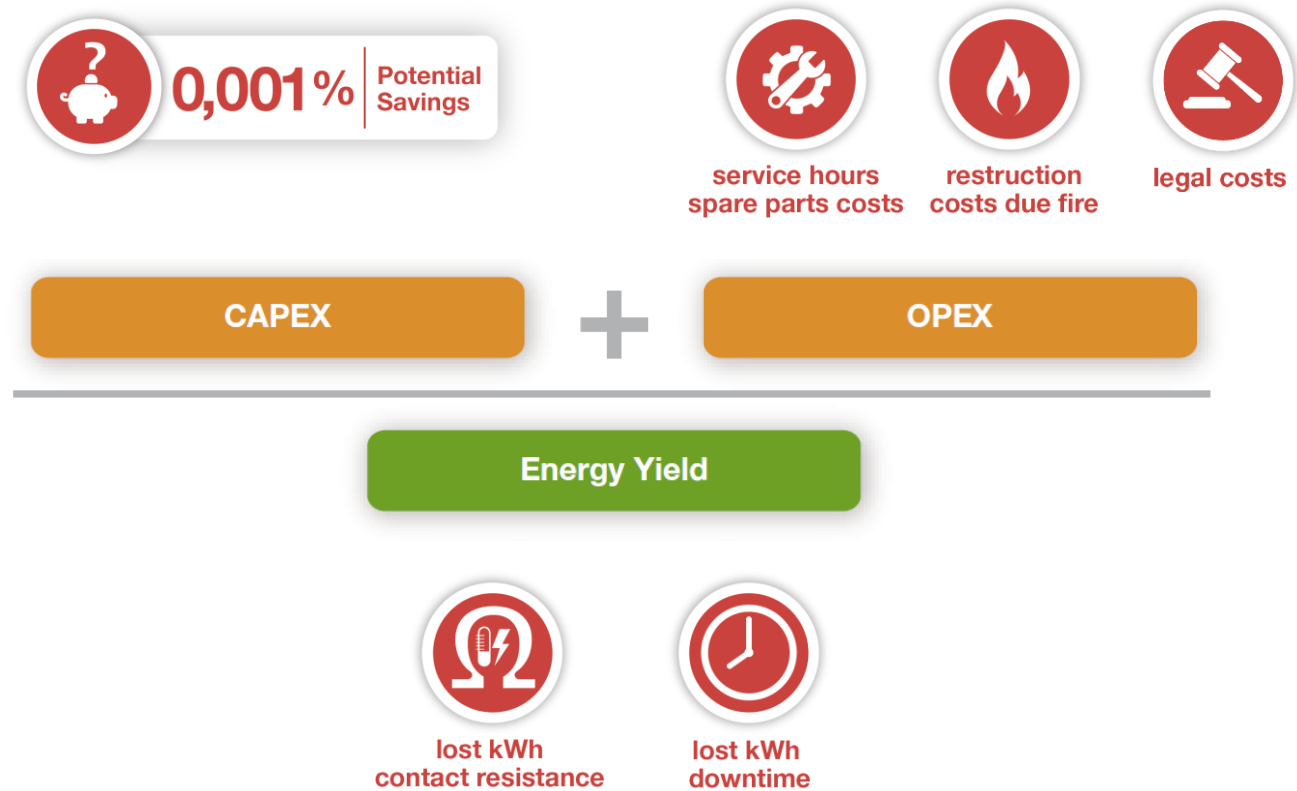 ?
0,001% Potential
Savings
service hours
spare parts costs
restruction
costs due fire
legal costs
CAPEX
+
OPEX
Energy Yield
Ω
lost kWh
contact resistance
lost kWh
downtime